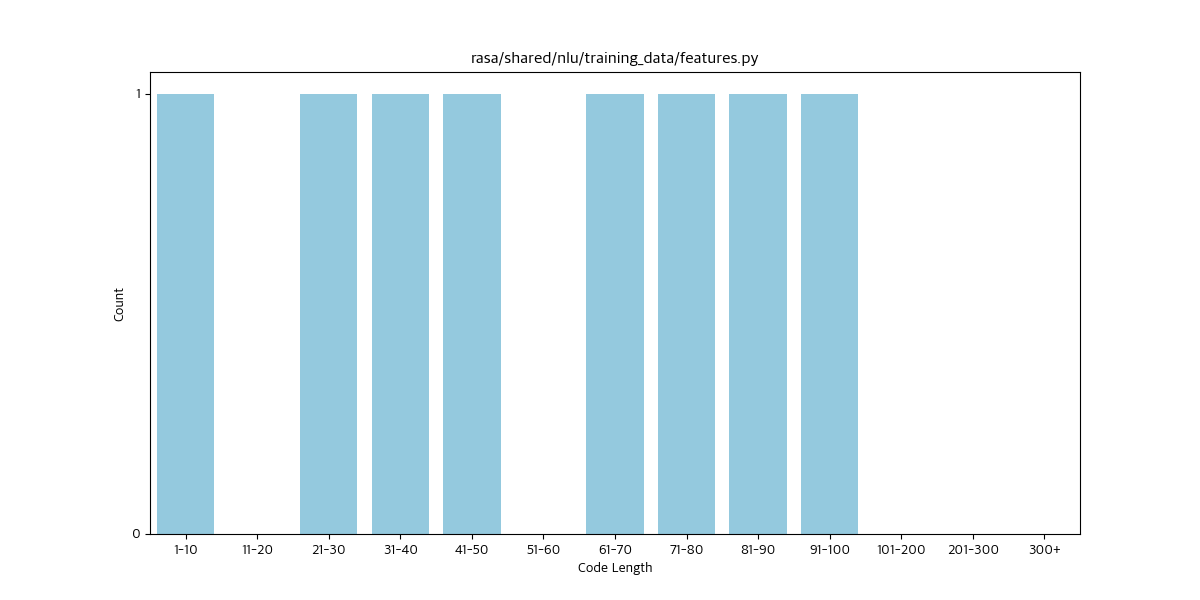 rasa/shared/nlu/training_data/features.py
Count
1
0
1-10 11-20 21-30 31-40 41-50 51-60 61-70 71-80 81-90 91-100 101-200 201-300 300+
Code Length